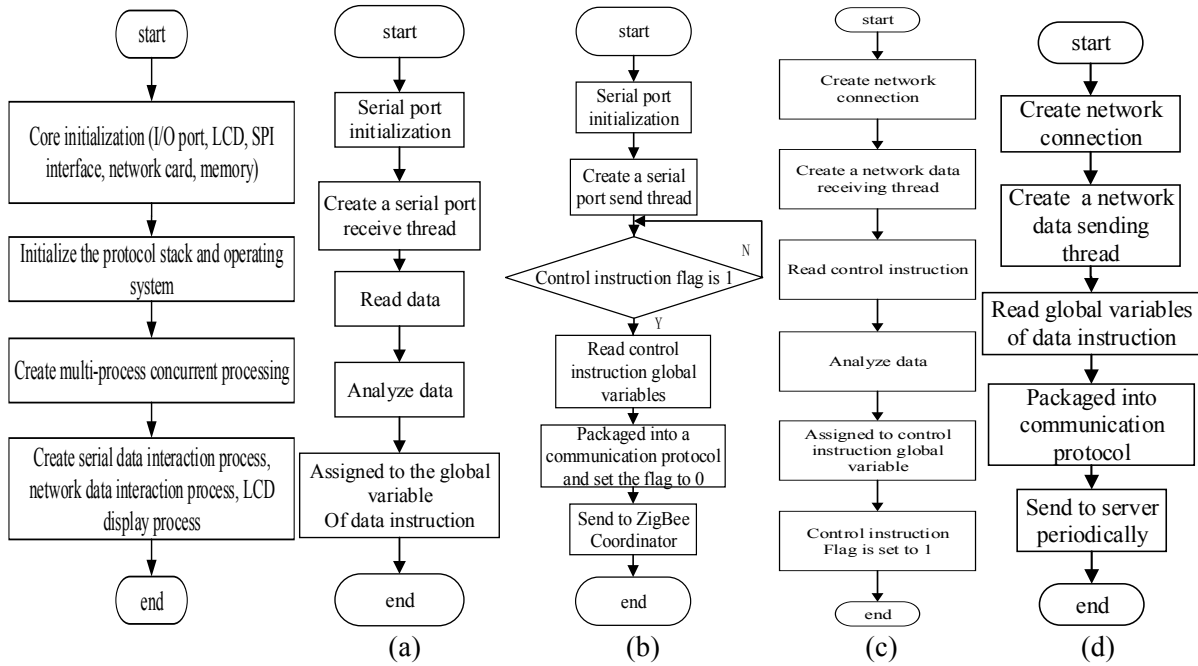 start
Core initialization (I/O port, LCD, SPI
interface, network card, memory)
Initialize the protocol stack and operating
system
Create multi-process concurrent processing
Create serial data interaction process,
network data interaction process, LCD
display process
end
start
Serial port
initialization
Create a serial port
receive thread
Read data
Analyze data
Assigned to the global
variable
Of data instruction
end
(a)
start
Serial port
initialization
Create a serial
port send thread
N
Control instruction flag is 1
Y
Read control
instruction global
variables
Packaged into a
communication protocol
and set the flag to 0
Send to ZigBee
Coordinator
end
(b)
start
Create network
connection
Create a network data
receiving thread
Read control instruction
Analyze data
Assigned to control
instruction global
variable
Control instruction
Flag is set to 1
end
(c)
start
Create network
connection
Create a network
data sending
thread
Read global variables
of data instruction
Packaged into
communication
protocol
Send to server
periodically
end
(d)